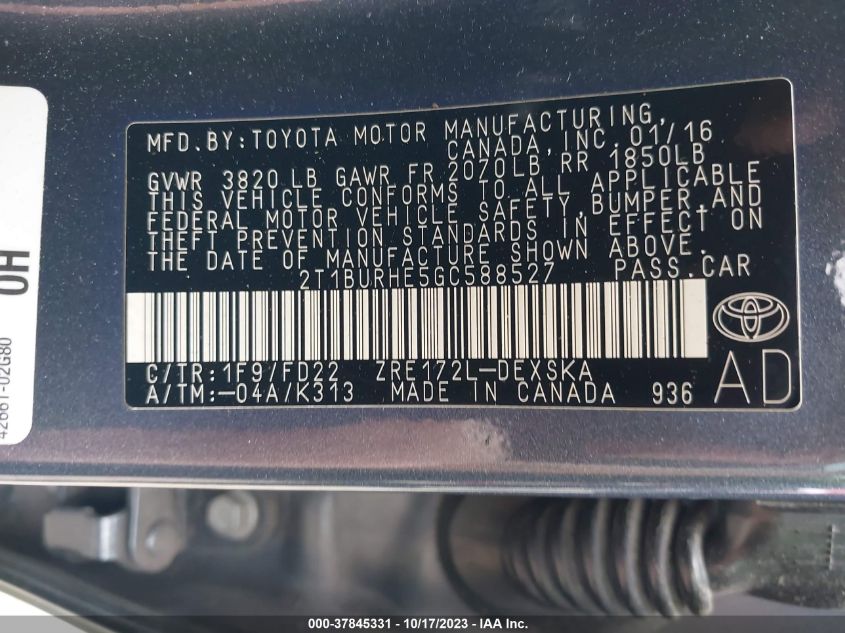 MFD.BY:TOYOTA MOTOR MANUFACTURING,
CANADA,INC.01/16
GVWR 3820 LB GAWR FR 2070LB RR 1850LB
THIS VEHICLE CONFORMS TO ALL APPLICABLE
FEDERAL MOTOR VEHICLE SAFETY,BUMPER,AND
THEFT PREVENTION STANDARDS IN EFFECT ON
THE DATE OF MANUFACTURE SHOWN ABOVE.
2T1BURHE5GC588527 PASS.CAR
C/TR:1F9/FD22 ZRE172L-DEXSKA
A/TM:-04A/K313 MADE IN CANADA 936
AD
OH
42661-02G80
000-37845331 - 10/17/2023 - IAA Inc.